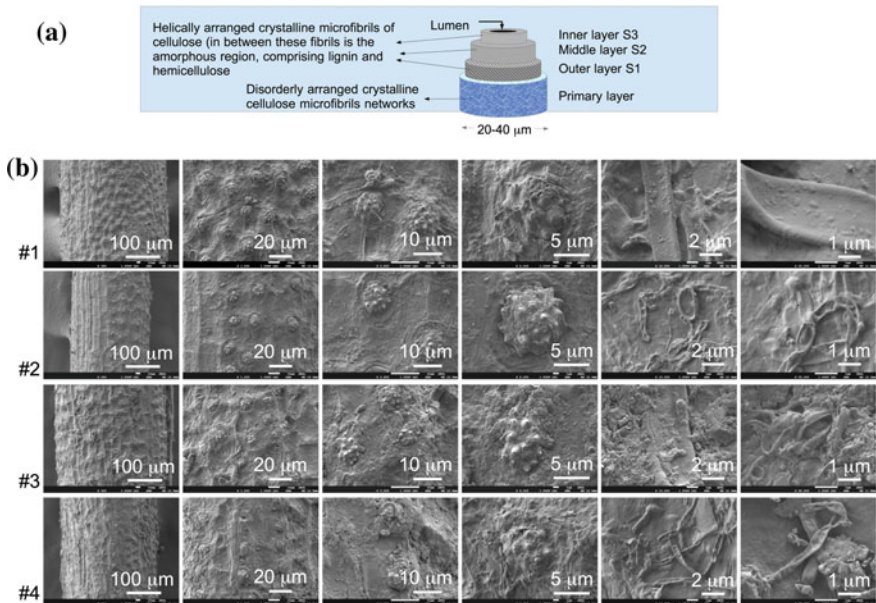 (a)
Helically arranged crystalline microfibrils of
cellulose (in between these fibrils is the
amorphous region, comprising lignin and
hemicellulose
Disorderly arranged crystalline
cellulose microfibrils networks
Lumen
Inner layer S3
Middle layer S2
Outer layer S1
Primary layer
20-40 μm
(b)
#1
100 μm 20 μm 10 μm 5 μm 2 μm 1 μm
#2
100 μm 20 μm 10 μm 5 μm 2 μm 1 μm
#3
100 μm 20 μm 10 μm 5 μm 2 μm 1 μm
#4
100 μm 20 μm 10 μm 5 μm 2 μm 1 μm